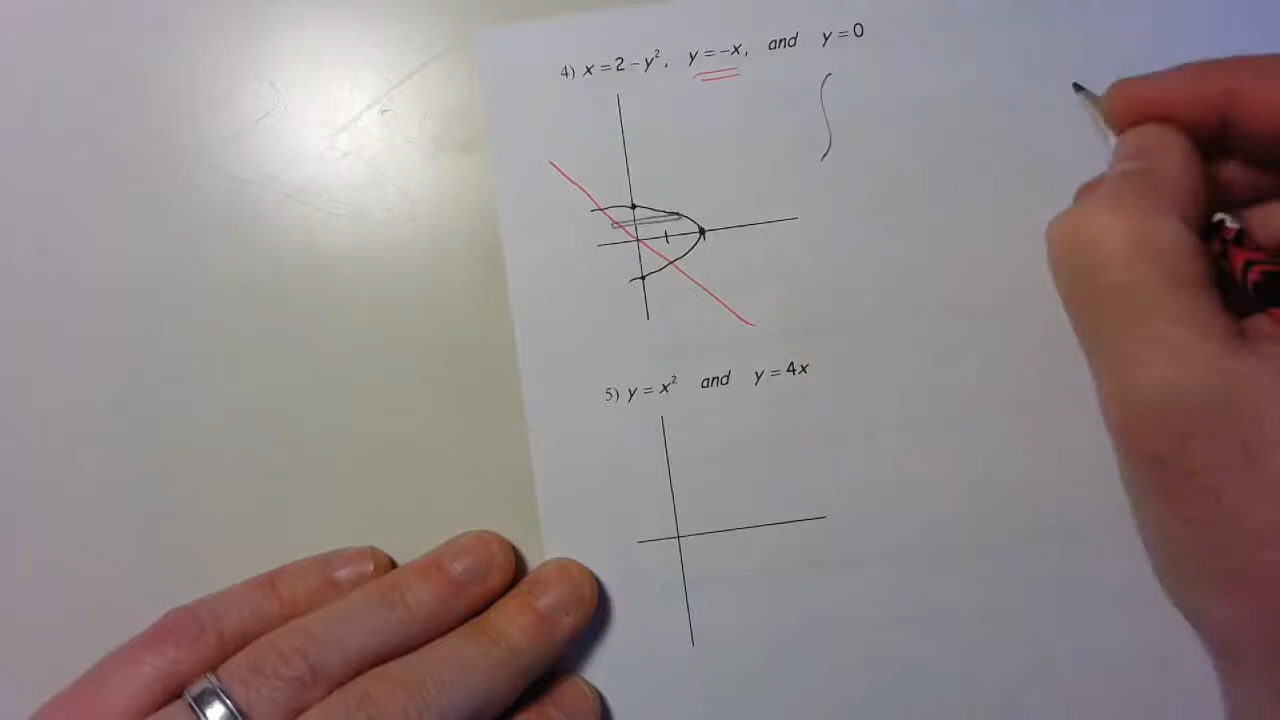 4) x = 2 − y², y = −x, and y = 0
∫
5) y = x² and y = 4x